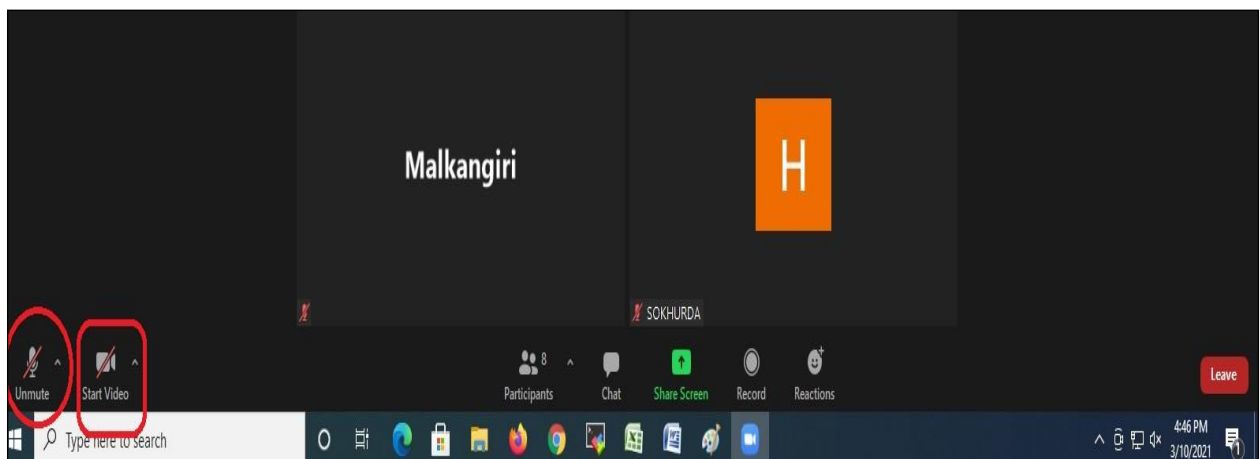 Malkangiri
H
SOKHURDA
8
Unmute Start Video Participants Chat Share Screen Record Reactions Leave
Type here to search
4:46 PM
3/10/2021
1